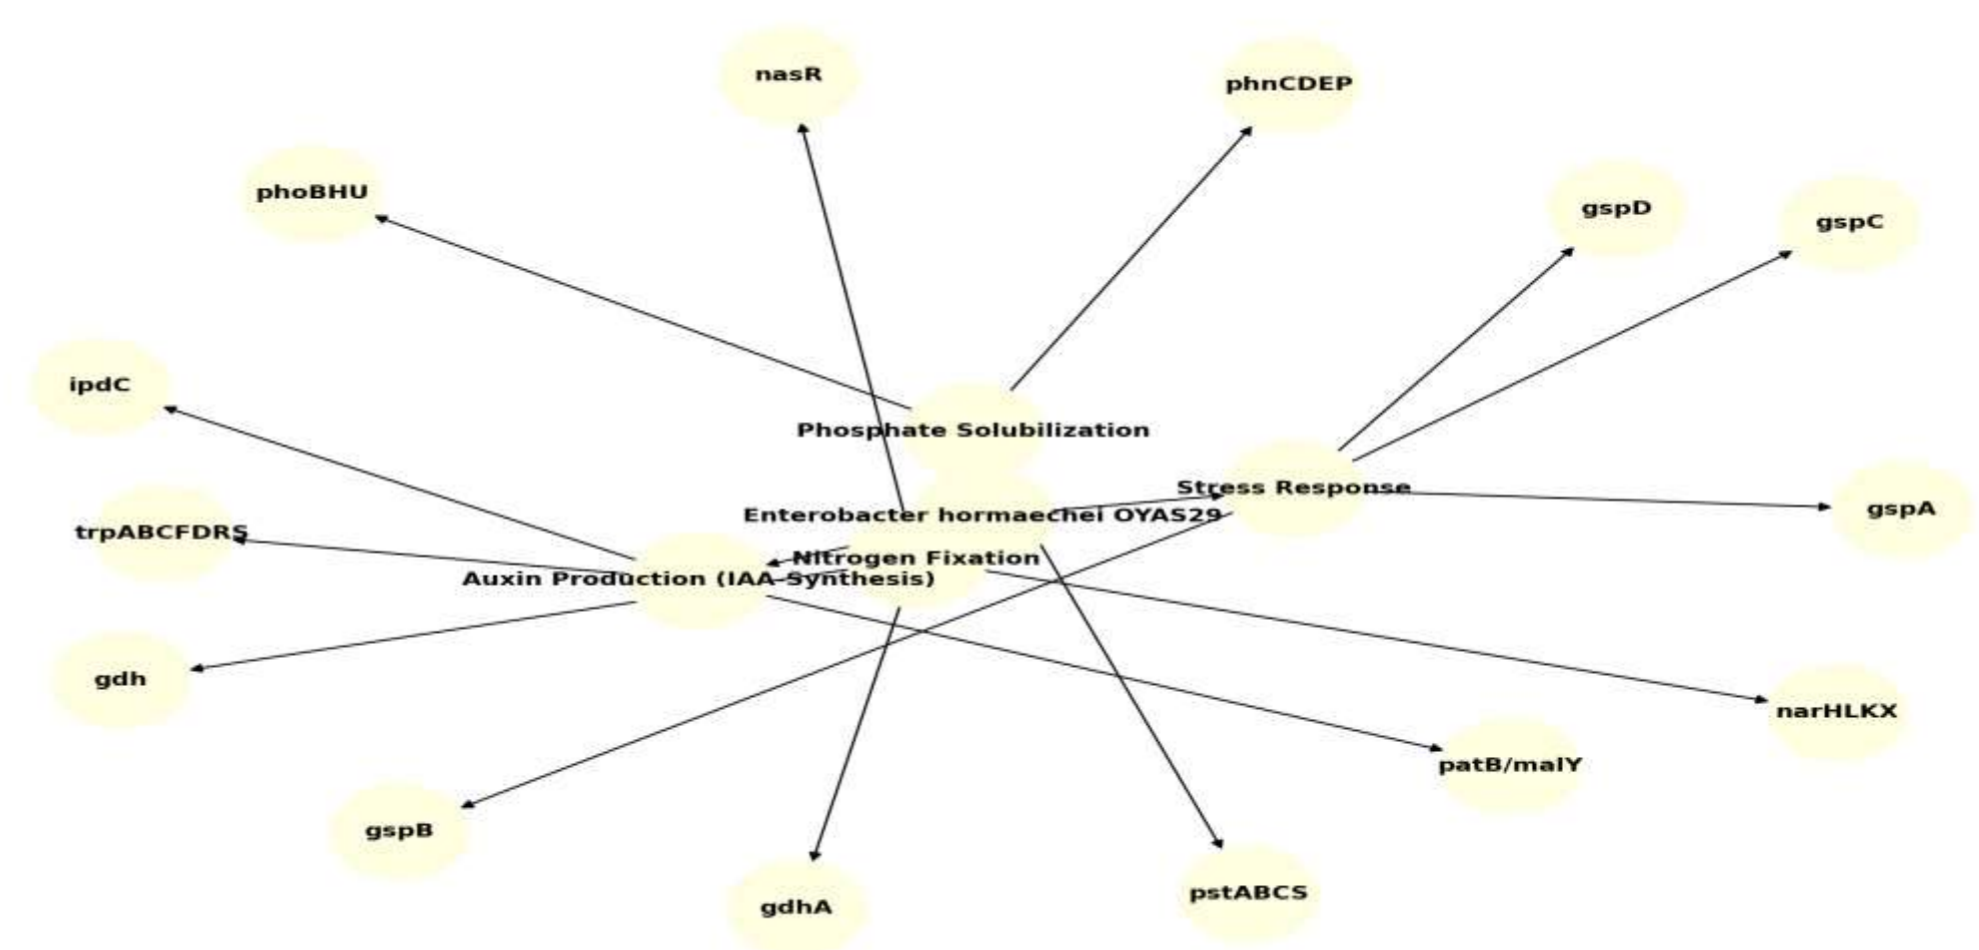 nasR
phnCDEP
phoBHU
gspD
gspC
ipdC
Phosphate Solubilization
Stress Response
gspA
Enterobacter hormaechei OYAS29
trpABCFDRS
Nitrogen Fixation
Auxin Production (IAA Synthesis)
gdh
narHLKX
patB/malY
gspB
pstABCS
gdhA